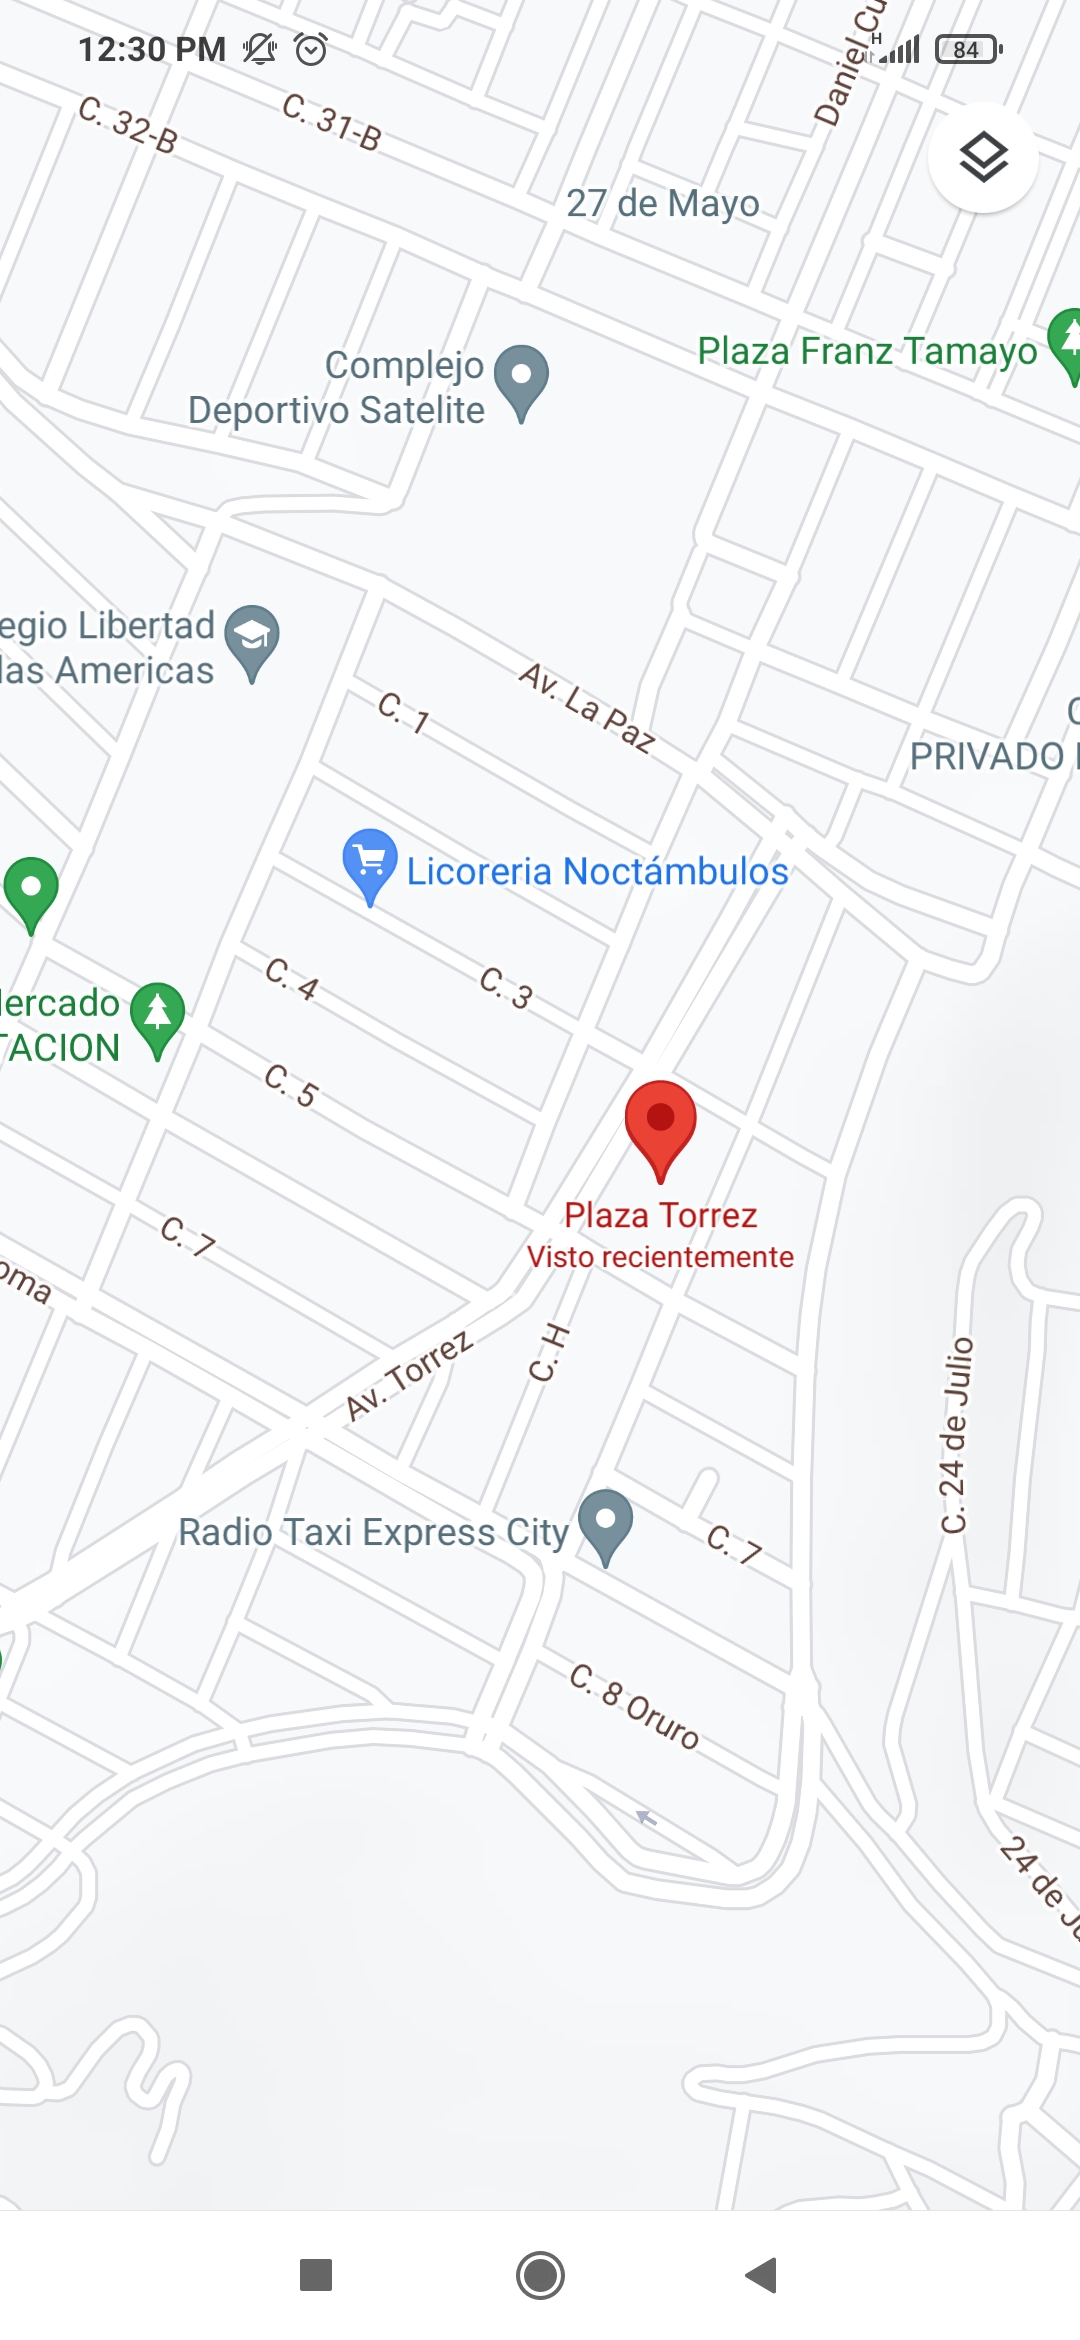 12:30 PM
H
84
Daniel Cu
C. 32-B
C. 31-B
27 de Mayo
Plaza Franz Tamayo
Complejo
Deportivo Satelite
egio Libertad
las Americas
Av. La Paz
C. 1
C
PRIVADO
Licoreria Noctámbulos
C. 3
C. 4
ercado
TACION
C. 5
Plaza Torrez
Visto recientemente
C. 7
oma
Av. Torrez
C. H
C. 24 de Julio
Radio Taxi Express City
C. 7
C. 8 Oruro
24 de Ju